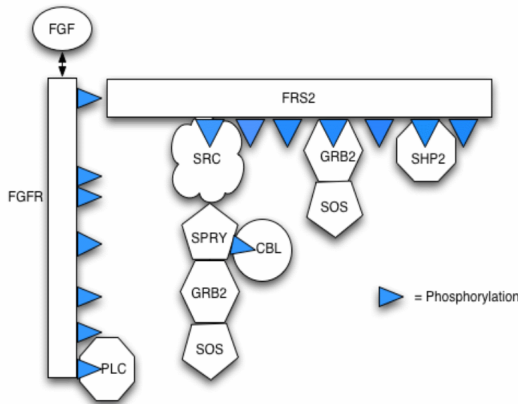 FGF
FRS2
SRC
GRB2
SHP2
FGFR
SOS
SPRY
CBL
GRB2
= Phosphorylation
SOS
PLC